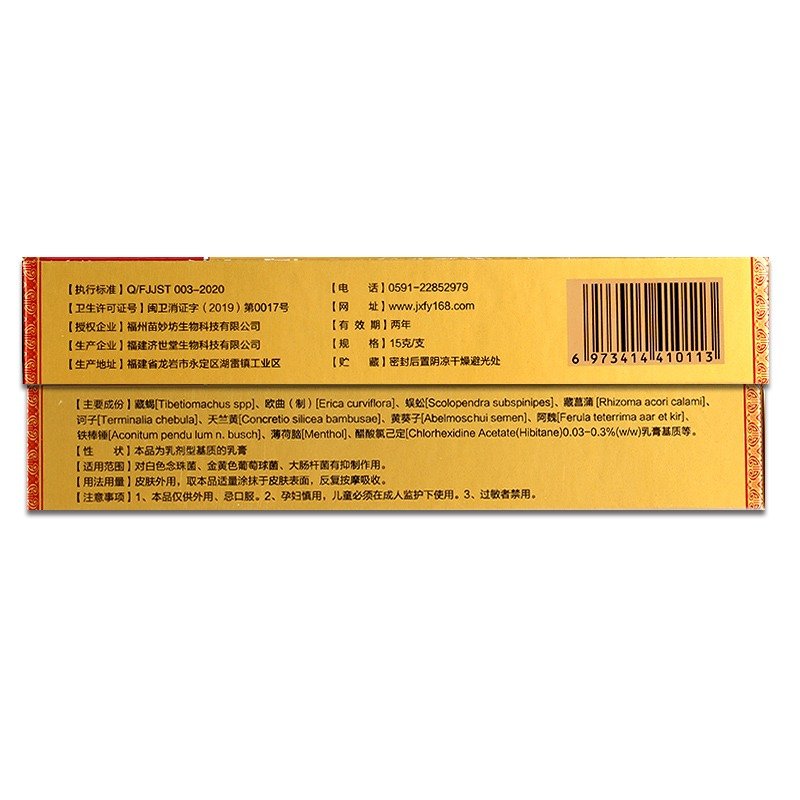 【执行标准】Q/FJJST 003-2020
【卫生许可证号】闽卫消证字（2019）第0017号
【授权企业】福州苗妙坊生物科技有限公司
【生产企业】福建济世堂生物科技有限公司
【生产地址】福建省龙岩市永定区湖雷镇工业区
【电 话】0591-22852979
【网 址】www.jxfy168.com
【有 效 期】两年
【规 格】15克/支
【贮 藏】密封后置阴凉干燥避光处
6 973414 410113
【主要成份】藏蝎[Tibetiomachus spp]、欧曲（制）[Erica curviflora]、蜈蚣[Scolopendra subspinipes]、藏菖蒲[Rhizoma acori calami]、
诃子[Terminalia chebula]、天竺黄[Concretio silicea bambusae]、黄葵子[Abelmoschui semen]、阿魏[Ferula teterrima aar et kir]、
铁棒锤[Aconitum pendu lum n. busch]、薄荷脑[Menthol]、醋酸氯己定[Chlorhexidine Acetate(Hibitane)0.03-0.3%(w/w)乳膏基质等。
【性 状】本品为乳剂型基质的乳膏
【适用范围】对白色念珠菌、金黄色葡萄球菌、大肠杆菌有抑制作用。
【用法用量】皮肤外用，取本品适量涂抹于皮肤表面，反复按摩吸收。
【注意事项】1、本品仅供外用、忌口服。2、孕妇慎用，儿童必须在成人监护下使用。3、过敏者禁用。